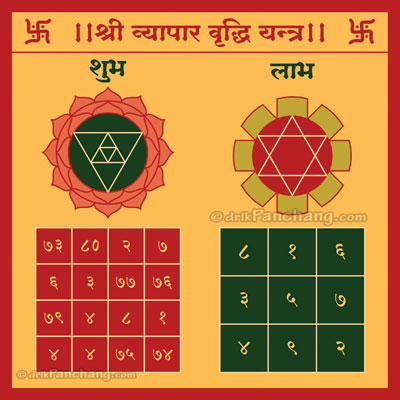 ॥श्री व्यापार वृद्धि यन्त्र॥
शुभ लाभ
©drikPanchang.com
७३ ८० २ ७
६ ३ ७७ ७६
७९ ४ ८ १
४ ४ ७५ ७४
८ १ ६
३ ५ ७
४ ९ २
©drikPanchang.com